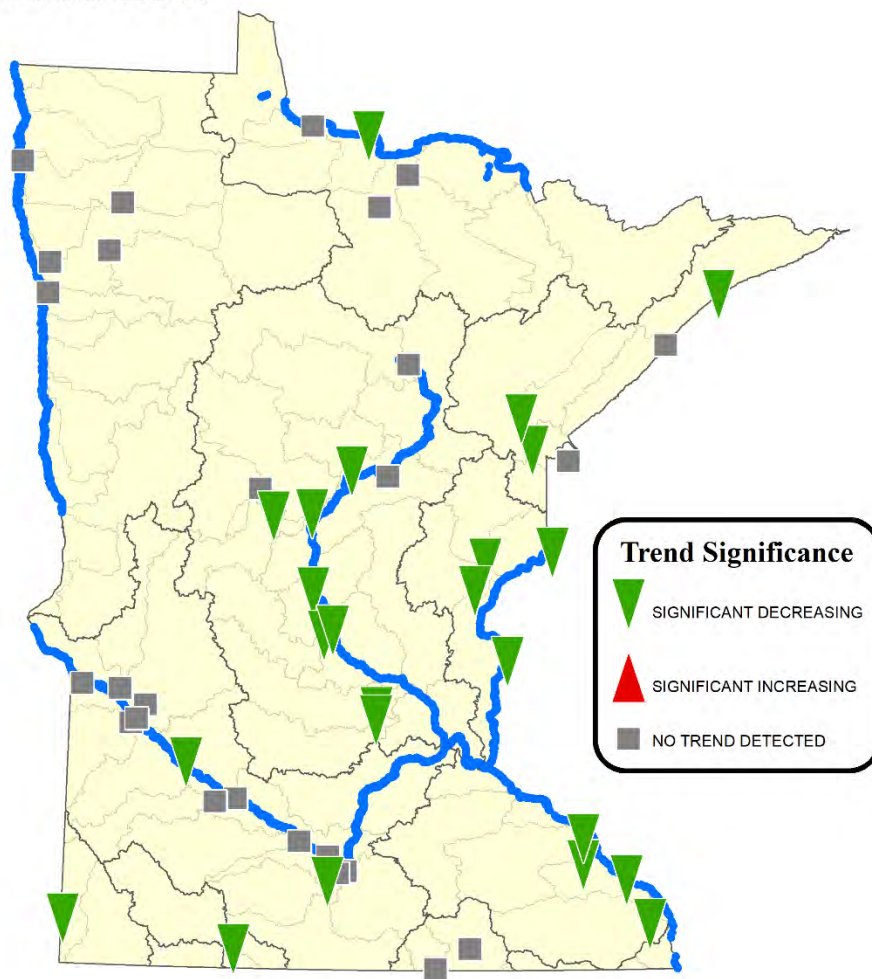 Trend Significance
SIGNIFICANT DECREASING
SIGNIFICANT INCREASING
NO TREND DETECTED